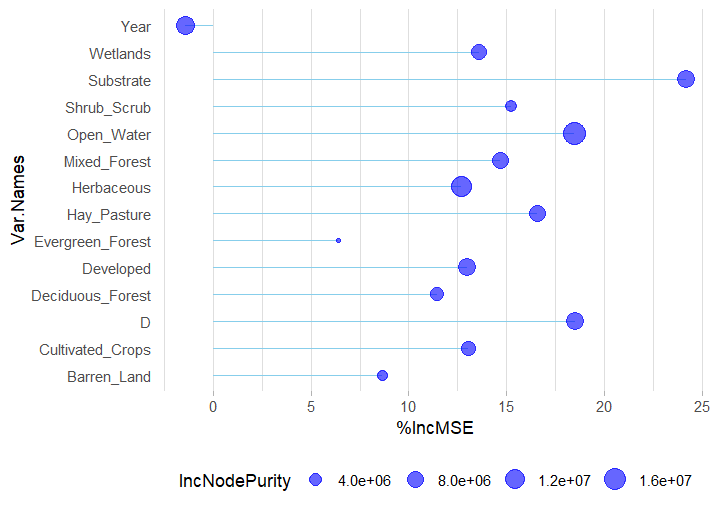 Var.Names
Year
Wetlands
Substrate
Shrub_Scrub
Open_Water
Mixed_Forest
Herbaceous
Hay_Pasture
Evergreen_Forest
Developed
Deciduous_Forest
D
Cultivated_Crops
Barren_Land
0 5 10 15 20 25
%IncMSE
IncNodePurity 4.0e+06 8.0e+06 1.2e+07 1.6e+07